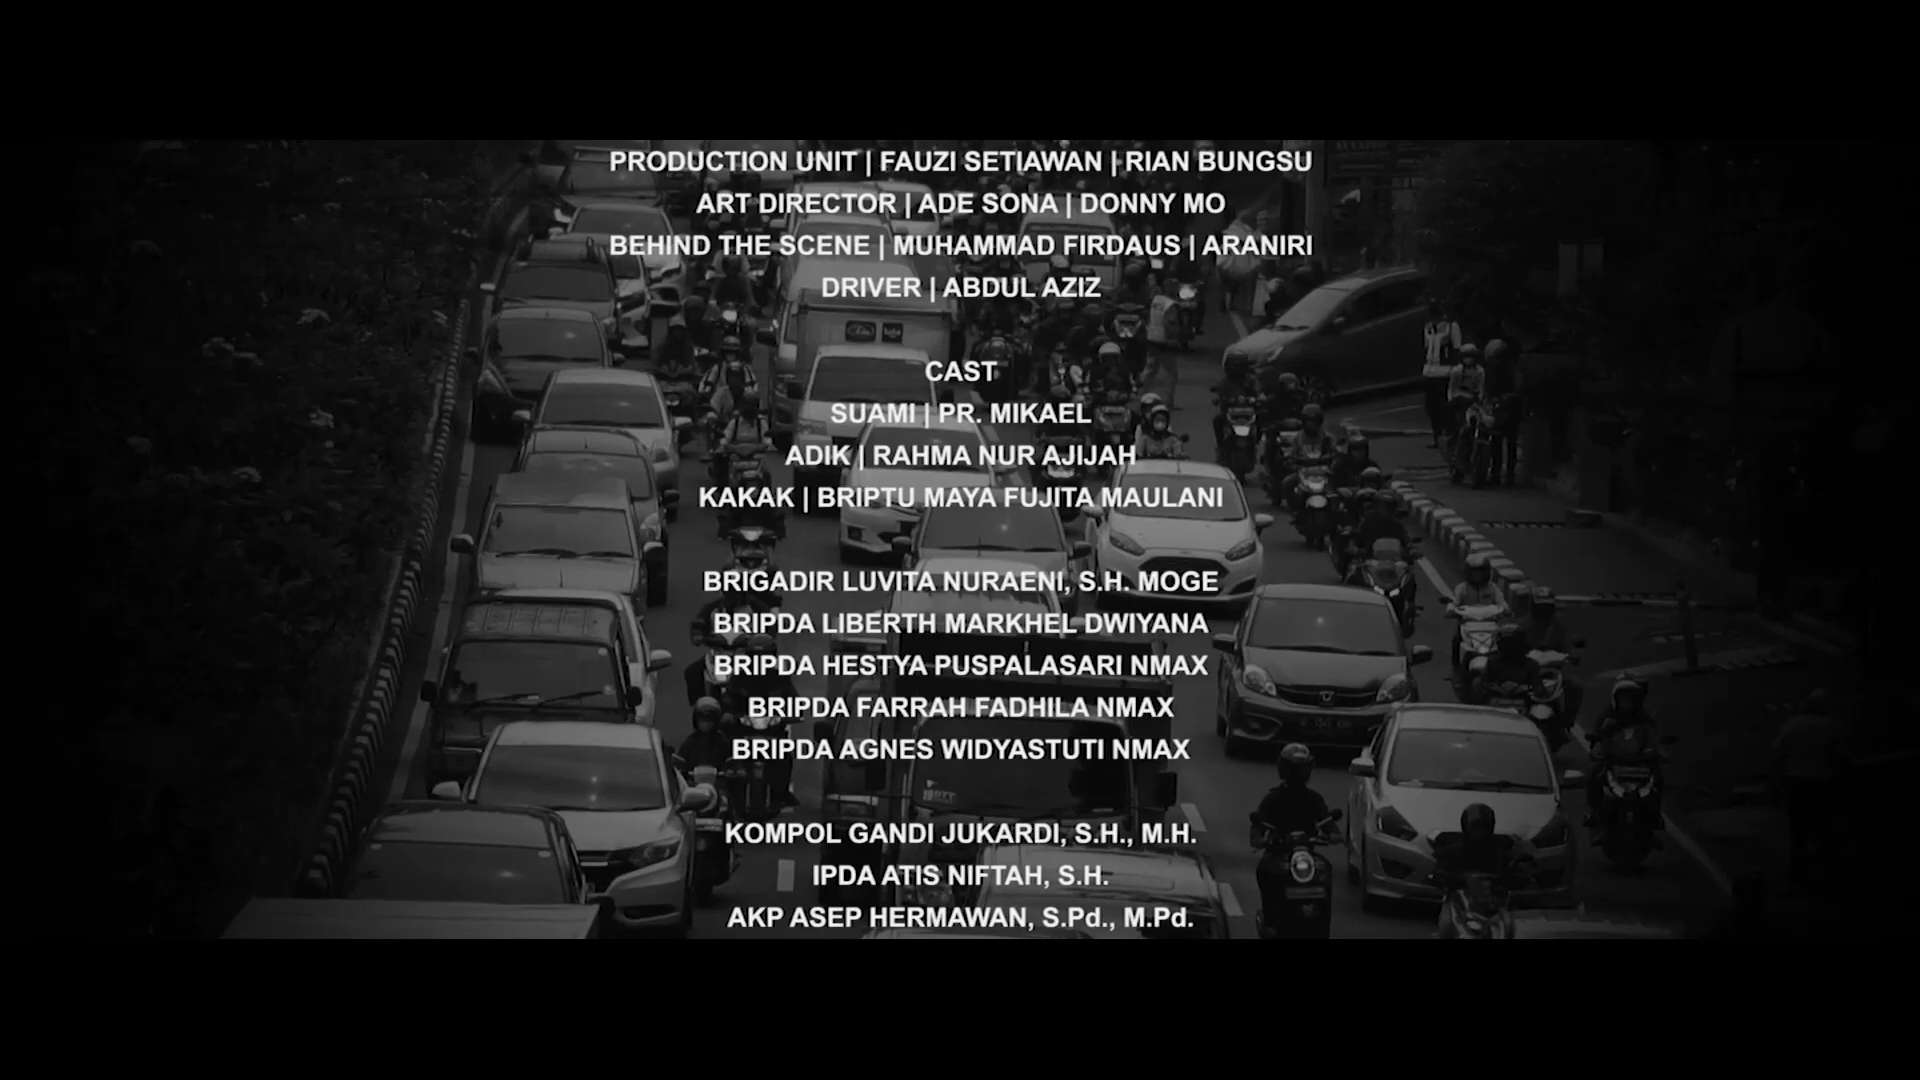 PRODUCTION UNIT | FAUZI SETIAWAN | RIAN BUNGSU
ART DIRECTOR | ADE SONA | DONNY MO
BEHIND THE SCENE | MUHAMMAD FIRDAUS | ARANIRI
DRIVER | ABDUL AZIZ
CAST
SUAMI | PR. MIKAEL
ADIK | RAHMA NUR AJIJAH
KAKAK | BRIPTU MAYA FUJITA MAULANI
BRIGADIR LUVITA NURAENI, S.H. MOGE
BRIPDA LIBERTH MARKHEL DWIYANA
BRIPDA HESTYA PUSPALASARI NMAX
BRIPDA FARRAH FADHILA NMAX
BRIPDA AGNES WIDYASTUTI NMAX
KOMPOL GANDI JUKARDI, S.H., M.H.
IPDA ATIS NIFTAH, S.H.
AKP ASEP HERMAWAN, S.Pd., M.Pd.